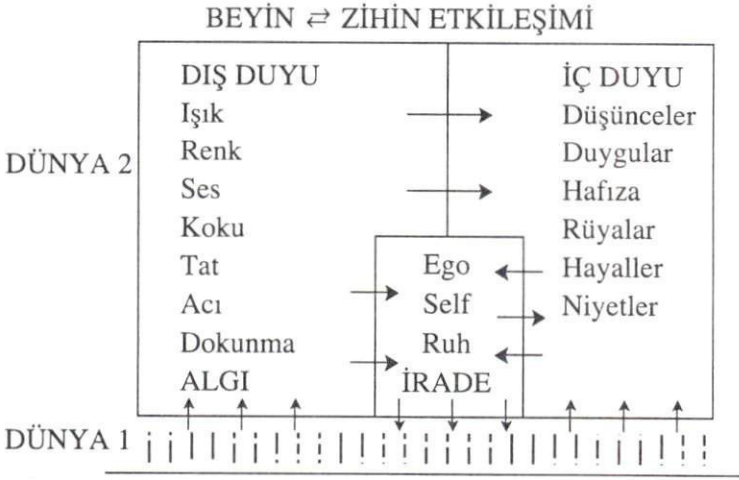 BEYİN ⇄ ZİHİN ETKİLEŞİMİ
DIŞ DUYU
Işık
Renk
Ses
Koku
Tat
Acı
Dokunma
ALGI
İÇ DUYU
Düşünceler
Duygular
Hafıza
Rüyalar
Hayaller
Niyetler
Ego
Self
Ruh
İRADE
DÜNYA 2
DÜNYA 1